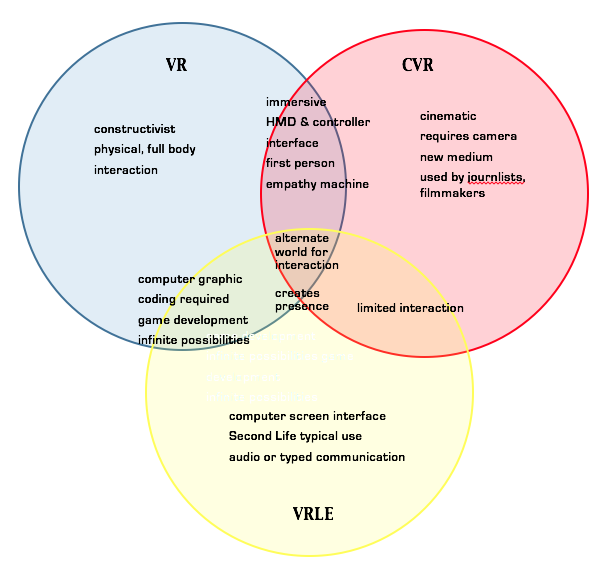 VR
CVR
constructivist
physical, full body
interaction
immersive
HMD & controller
interface
first person
empathy machine
cinematic
requires camera
new medium
used by journlists,
filmmakers
alternate
world for
interaction
creates
presence
computer graphic
coding required
game development
infinite possibilities
limited interaction
computer screen interface
Second Life typical use
audio or typed communication
VRLE